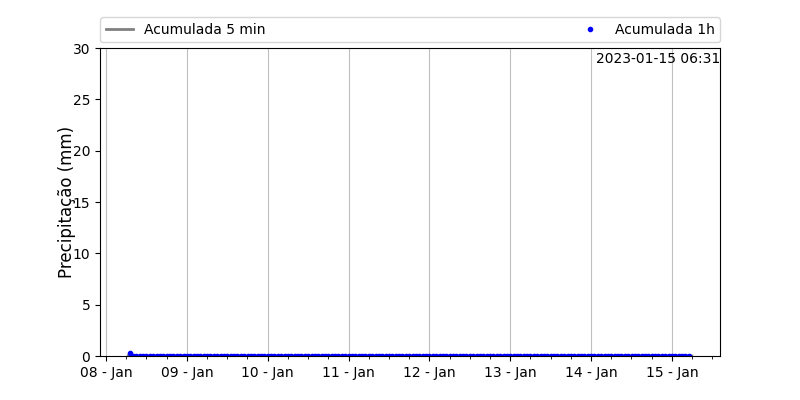 Acumulada 5 min Acumulada 1h
2023-01-15 06:31
Precipitação (mm)
30
25
20
15
10
5
0
08 - Jan 09 - Jan 10 - Jan 11 - Jan 12 - Jan 13 - Jan 14 - Jan 15 - Jan